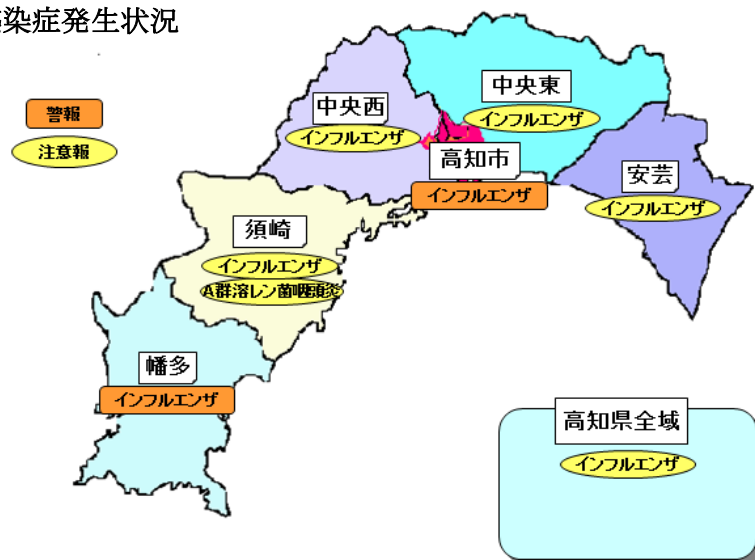 染症発生状況
警報
注意報
中央西
インフルエンザ
中央東
インフルエンザ
高知市
インフルエンザ
安芸
インフルエンザ
須崎
インフルエンザ
A群溶レン菌咽頭炎
幡多
インフルエンザ
高知県全域
インフルエンザ